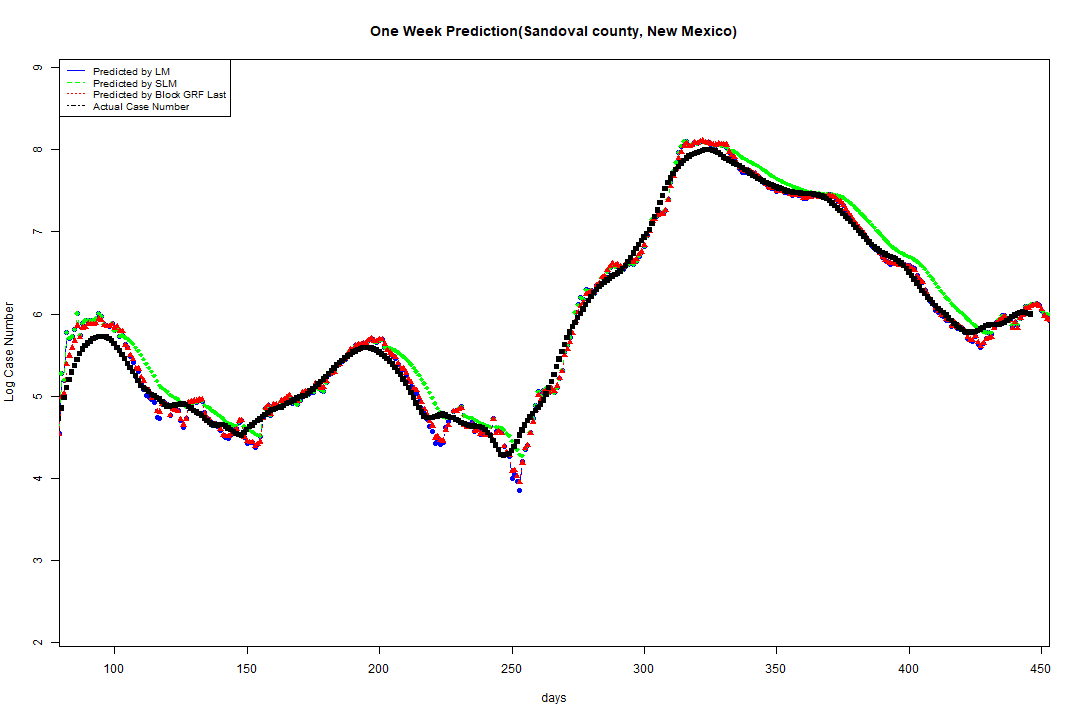 One Week Prediction(Sandoval county, New Mexico)
Predicted by LM
Predicted by SLM
Predicted by Block GRF Last
Actual Case Number
Log Case Number
9
8
7
6
5
4
3
2
100 150 200 250 300 350 400 450
days